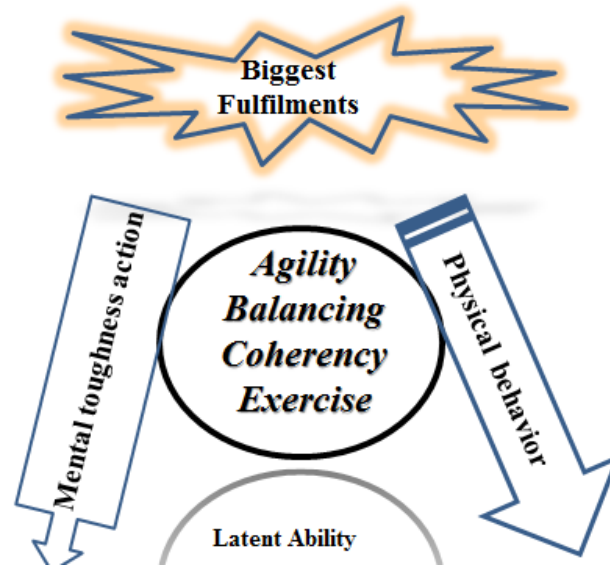 Biggest
Fulfilments
Mental toughness action
Agility
Balancing
Coherency
Exercise
Physical behavior
Latent Ability